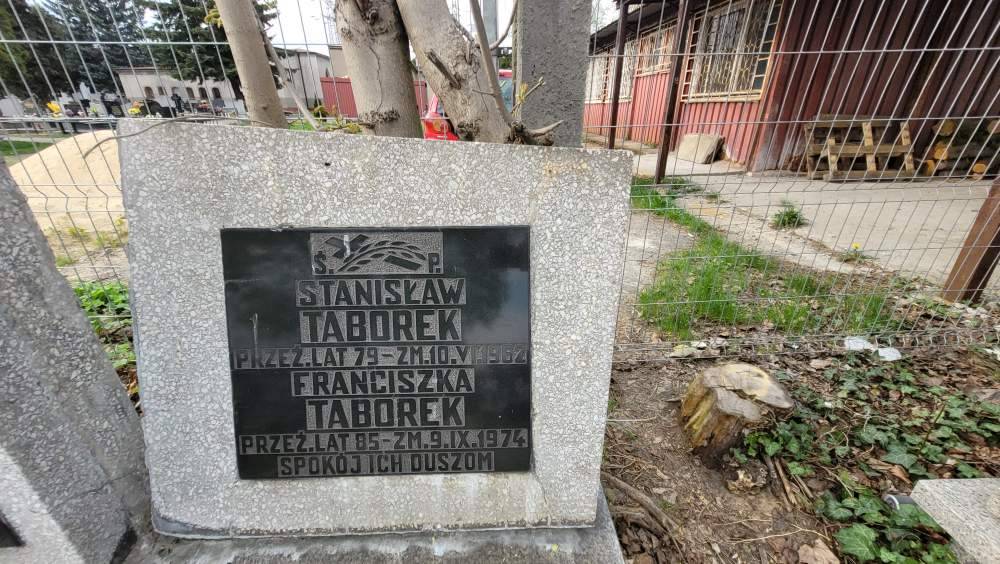 Ś. P.
STANISŁAW
TABOREK
PRZEŻ.LAT 79-ZM.10.V.1962
FRANCISZKA
TABOREK
PRZEŻ.LAT 85-ZM.9.IX.1974
SPOKÓJ ICH DUSZOM